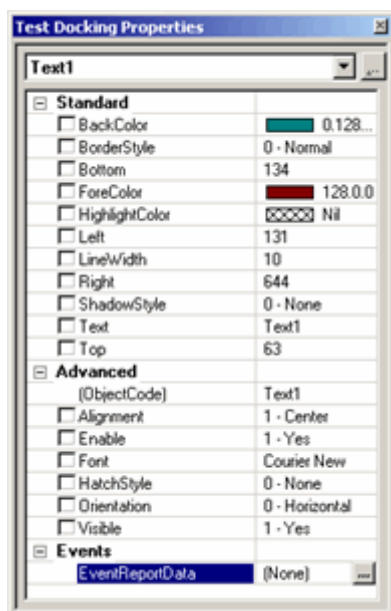 Test Docking Properties
Text1
Standard
BackColor 0.128...
BorderStyle 0 - Normal
Bottom 134
ForeColor 128.0.0
HighlightColor Nil
Left 131
LineWidth 10
Right 644
ShadowStyle 0 - None
Text Text1
Top 63
Advanced
(ObjectCode) Text1
Alignment 1 - Center
Enable 1 - Yes
Font Courier New
HatchStyle 0 - None
Orientation 0 - Horizontal
Visible 1 - Yes
Events
EventReportData (None) ...